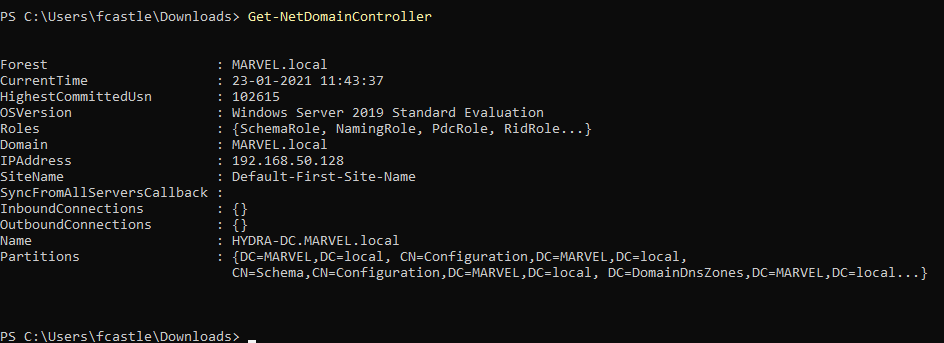 PS C:\Users\fcastle\Downloads> Get-NetDomainController
Forest                     : MARVEL.local
CurrentTime                : 23-01-2021 11:43:37
HighestCommittedUsn        : 102615
OSVersion                  : Windows Server 2019 Standard Evaluation
Roles                      : {SchemaRole, NamingRole, PdcRole, RidRole...}
Domain                     : MARVEL.local
IPAddress                  : 192.168.50.128
SiteName                   : Default-First-Site-Name
SyncFromAllServersCallback :
InboundConnections         : {}
OutboundConnections        : {}
Name                       : HYDRA-DC.MARVEL.local
Partitions                 : {DC=MARVEL,DC=local, CN=Configuration,DC=MARVEL,DC=local,
                             CN=Schema,CN=Configuration,DC=MARVEL,DC=local, DC=DomainDnsZones,DC=MARVEL,DC=local...}
PS C:\Users\fcastle\Downloads>